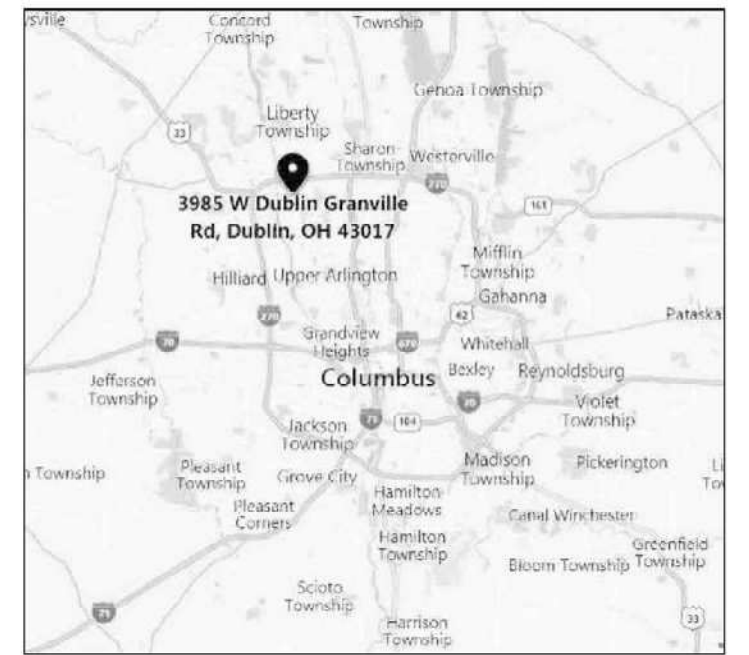 ysville
Concord
Township
Township
Genoa Township
Liberty
Township
33
Sharon
Township
Westerville
270
3985 W Dublin Granville
Rd, Dublin, OH 43017
161
Mifflin
Township
Hilliard
Upper Arlington
Gahanna
270
62
Pataska
Grandview
Heights
70
670
Whitehall
Columbus
Bexley
Reynoldsburg
Jefferson
Township
70
Violet
Township
71
104
Jackson
Township
Madison
Township
Pickerington
n Township
Pleasant
Township
Grove City
Li
To
Hamilton
Meadows
Pleasant
Corners
Canal Winchester
Hamilton
Township
Greenfield
Township
Bloom Township
Scioto
Township
71
33
Harrison
Township